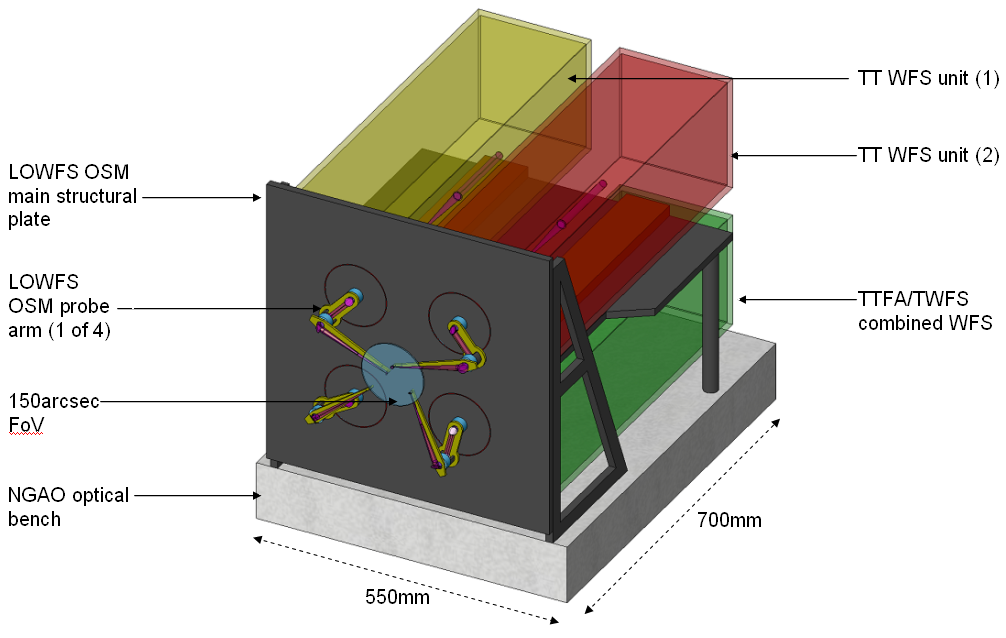 TT WFS unit (1)
TT WFS unit (2)
LOWFS OSM
main structural
plate
LOWFS
OSM probe
arm (1 of 4)
TTFA/TWFS
combined WFS
150arcsec
FoV
NGAO optical
bench
700mm
550mm